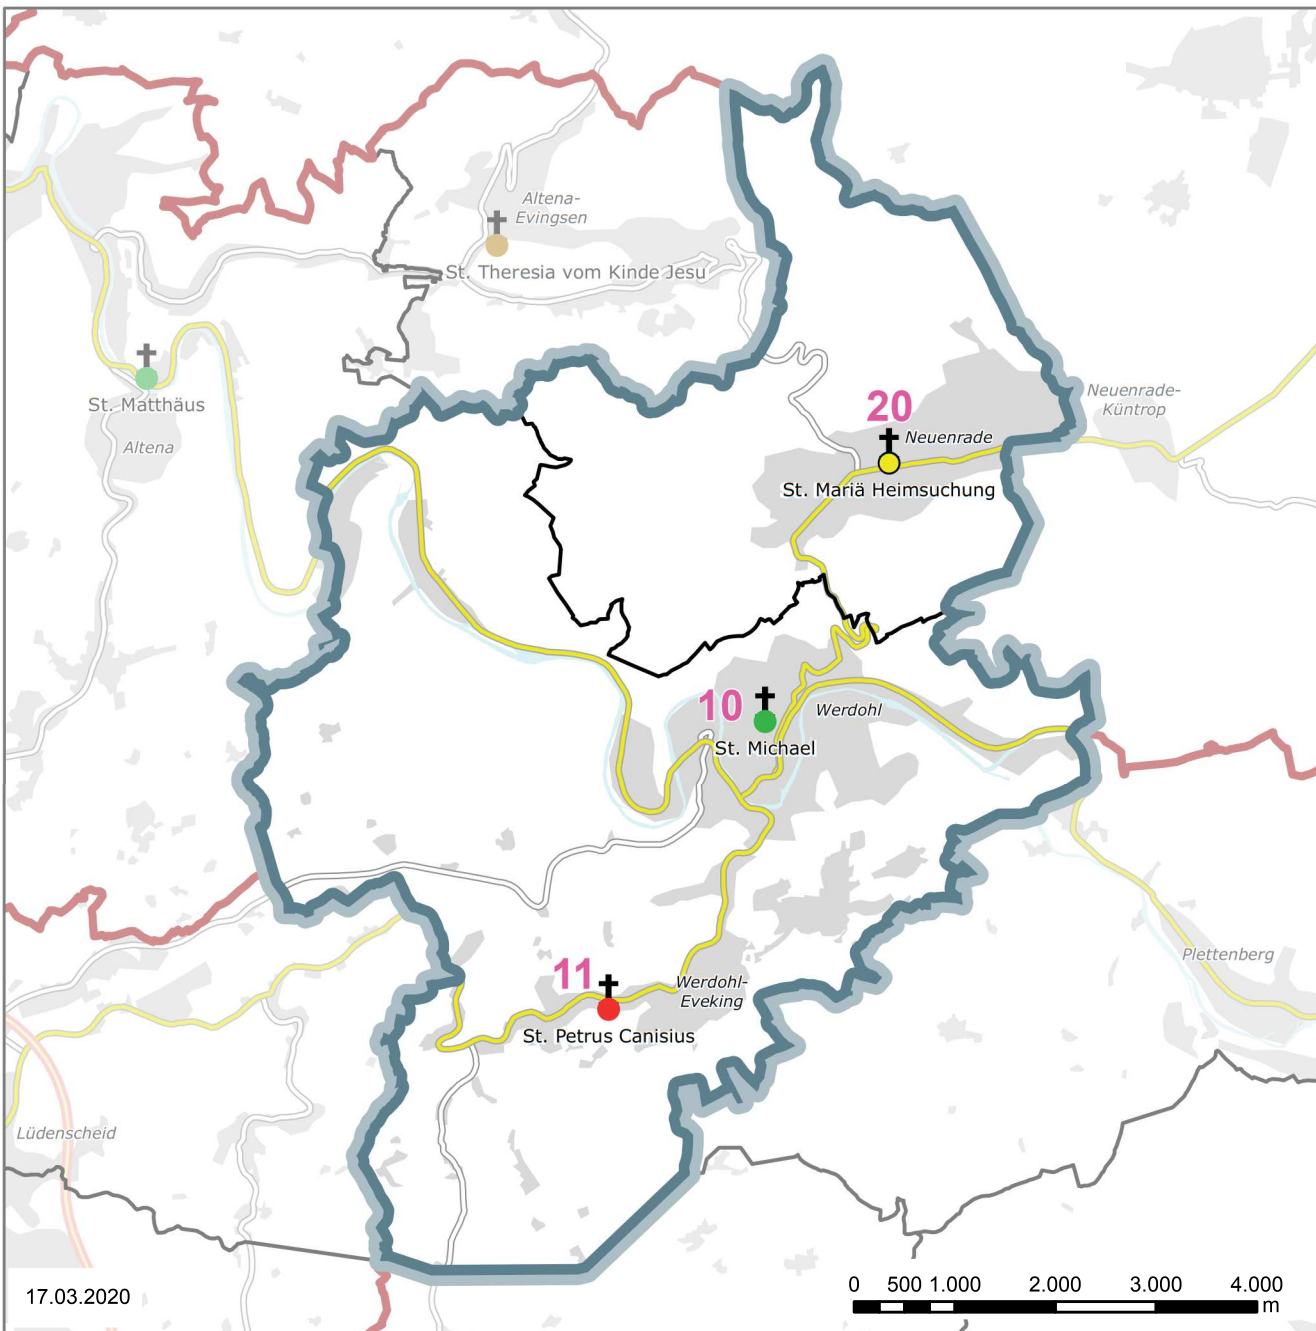 Altena-
Evingsen
St. Theresia vom Kinde Jesu
St. Matthäus
Altena
Neuenrade-
Küntrop
20
Neuenrade
St. Mariä Heimsuchung
10
Werdohl
St. Michael
Plettenberg
11
Werdohl-
Eveking
St. Petrus Canisius
Lüdenscheid
17.03.2020
0 500 1.000 2.000 3.000 4.000
m